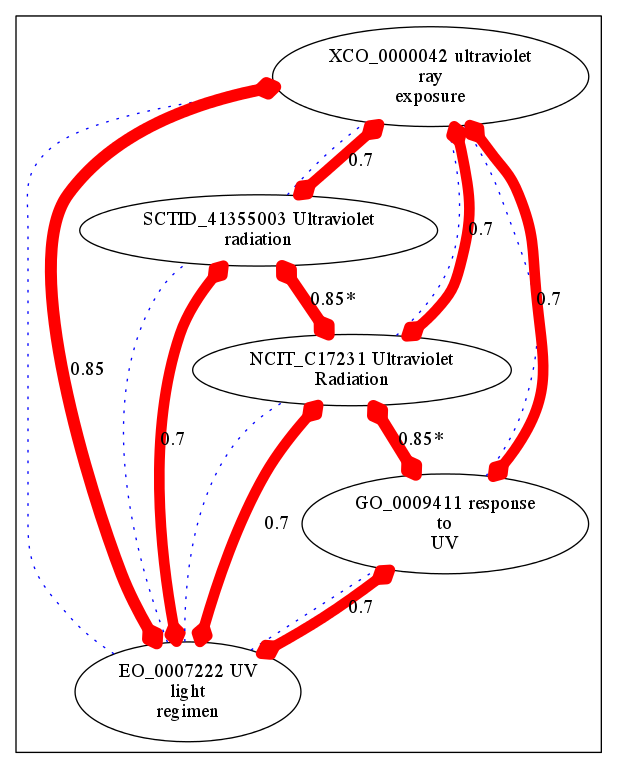 XCO_0000042 ultraviolet
ray
exposure
0.7
SCTID_41355003 Ultraviolet
radiation
0.7
0.85*
0.7
NCIT_C17231 Ultraviolet
Radiation
0.85
0.7
0.85*
GO_0009411 response
to
UV
0.7
0.7
EO_0007222 UV
light
regimen